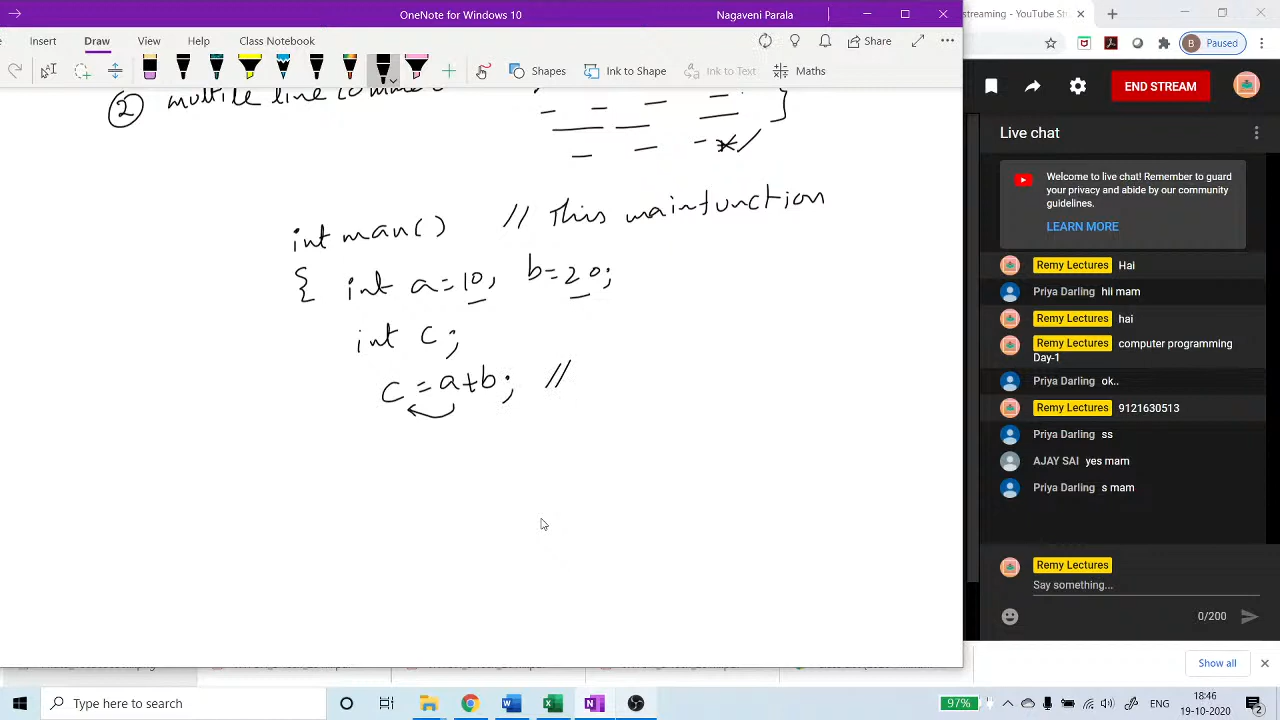 OneNote for Windows 10
Nagaveni Parala
streaming - YouTube St
Insert Draw View Help Class Notebook
Share
B Paused
Shapes Ink to Shape Ink to Text Maths
END STREAM
② multile line
int man() // This mainfunction
{ int a=10, b=20;
int c;
c=a+b; //
Live chat
Welcome to live chat! Remember to guard
your privacy and abide by our community
guidelines.
LEARN MORE
Remy Lectures Hai
Priya Darling hii mam
Remy Lectures hai
Remy Lectures computer programming
Day-1
Priya Darling ok..
Remy Lectures 9121630513
Priya Darling ss
AJAY SAI yes mam
Priya Darling s mam
Remy Lectures
Say something...
0/200
Show all
Type here to search
97%
ENG
18:46
19-10-2020
2